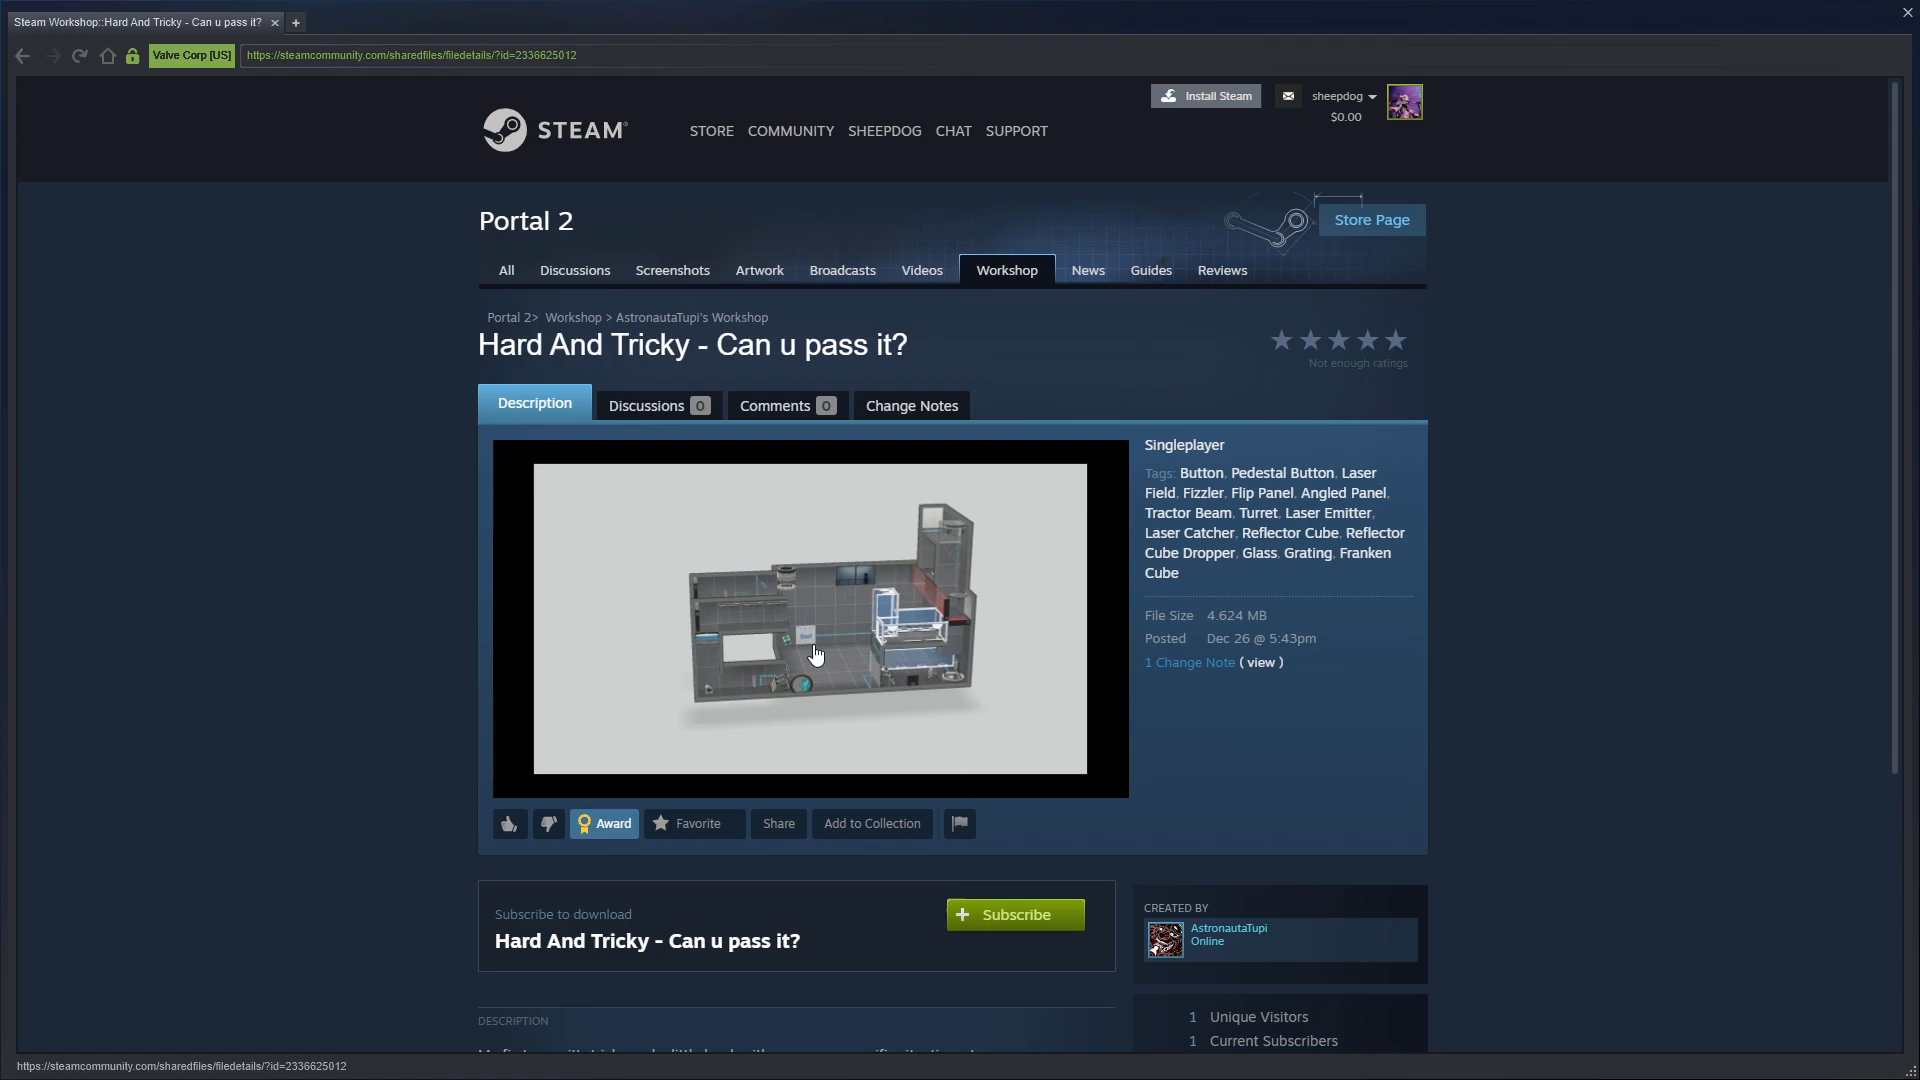 Steam Workshop::Hard And Tricky - Can u pass it?
Valve Corp [US]
https://steamcommunity.com/sharedfiles/filedetails/?id=2336625012
Install Steam
sheepdog
$0.00
STEAM
STORE COMMUNITY SHEEPDOG CHAT SUPPORT
Portal 2
Store Page
All Discussions Screenshots Artwork Broadcasts Videos Workshop News Guides Reviews
Portal 2> Workshop > AstronautaTupi's Workshop
Hard And Tricky - Can u pass it?
Not enough ratings
Description
Discussions 0
Comments 0
Change Notes
Singleplayer
Tags: Button, Pedestal Button, Laser
Field, Fizzler, Flip Panel, Angled Panel,
Tractor Beam, Turret, Laser Emitter,
Laser Catcher, Reflector Cube, Reflector
Cube Dropper, Glass, Grating, Franken
Cube
File Size 4.624 MB
Posted Dec 26 @ 5:43pm
1 Change Note ( view )
Award
Favorite
Share
Add to Collection
Subscribe to download
Hard And Tricky - Can u pass it?
Subscribe
CREATED BY
AstronautaTupi
Online
DESCRIPTION
1 Unique Visitors
1 Current Subscribers
https://steamcommunity.com/sharedfiles/filedetails/?id=2336625012